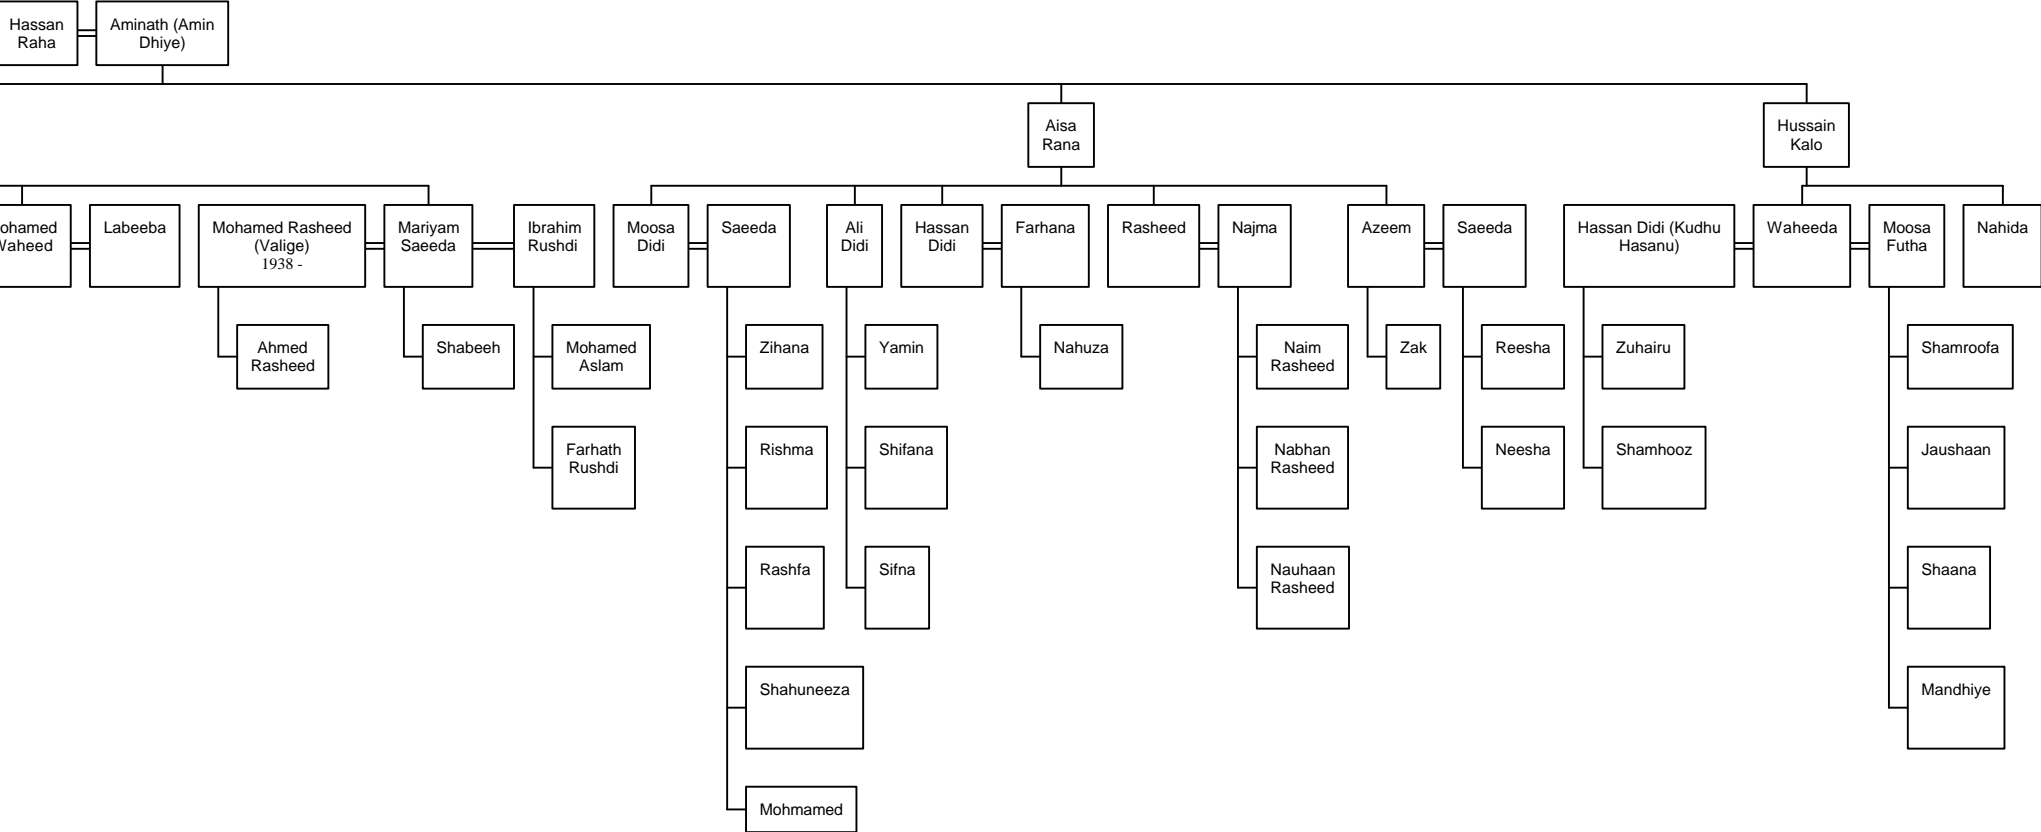 Hassan
Raha
Aminath (Amin
Dhiye)
Aisa
Rana
Hussain
Kalo
Labeeba
Mohamed Rasheed
(Valige)
1938 -
Mariyam
Saeeda
Ibrahim
Rushdi
Moosa
Didi
Saeeda
Ali
Didi
Hassan
Didi
Farhana
Rasheed
Najma
Azeem
Saeeda
Hassan Didi (Kudhu
Hasanu)
Waheeda
Moosa
Futha
Nahida
Ahmed
Rasheed
Shabeeh
Mohamed
Aslam
Zihana
Yamin
Nahuza
Naim
Rasheed
Zak
Reesha
Zuhairu
Shamroofa
Farhath
Rushdi
Rishma
Shifana
Nabhan
Rasheed
Neesha
Shamhooz
Jaushaan
Rashfa
Sifna
Nauhaan
Rasheed
Shaana
Shahuneeza
Mandhiye
Mohmamed